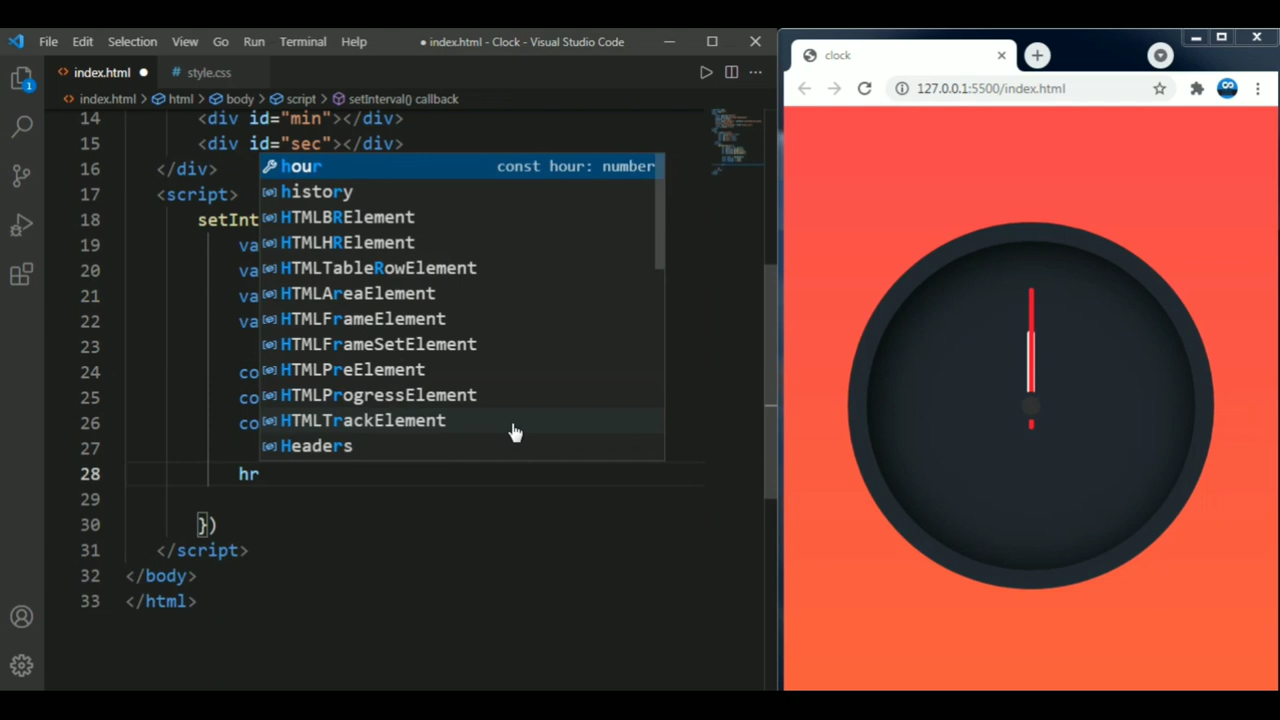 File Edit Selection View Go Run Terminal Help
● index.html - Clock - Visual Studio Code
clock
index.html ● style.css
1
index.html > html > body > script > setInterval() callback
127.0.0.1:5500/index.html
14 <div id="min"></div>
15 <div id="sec"></div>
16 </div>
17 <script>
18 setInt
19 va
20 va
21 va
22 va
23
24 co
25 co
26 co
27
28 hr
29
30 })
31 </script>
32 </body>
33 </html>
hour const hour: number
history
HTMLBRElement
HTMLHRElement
HTMLTableRowElement
HTMLAreaElement
HTMLFrameElement
HTMLFrameSetElement
HTMLPreElement
HTMLProgressElement
HTMLTrackElement
Headers